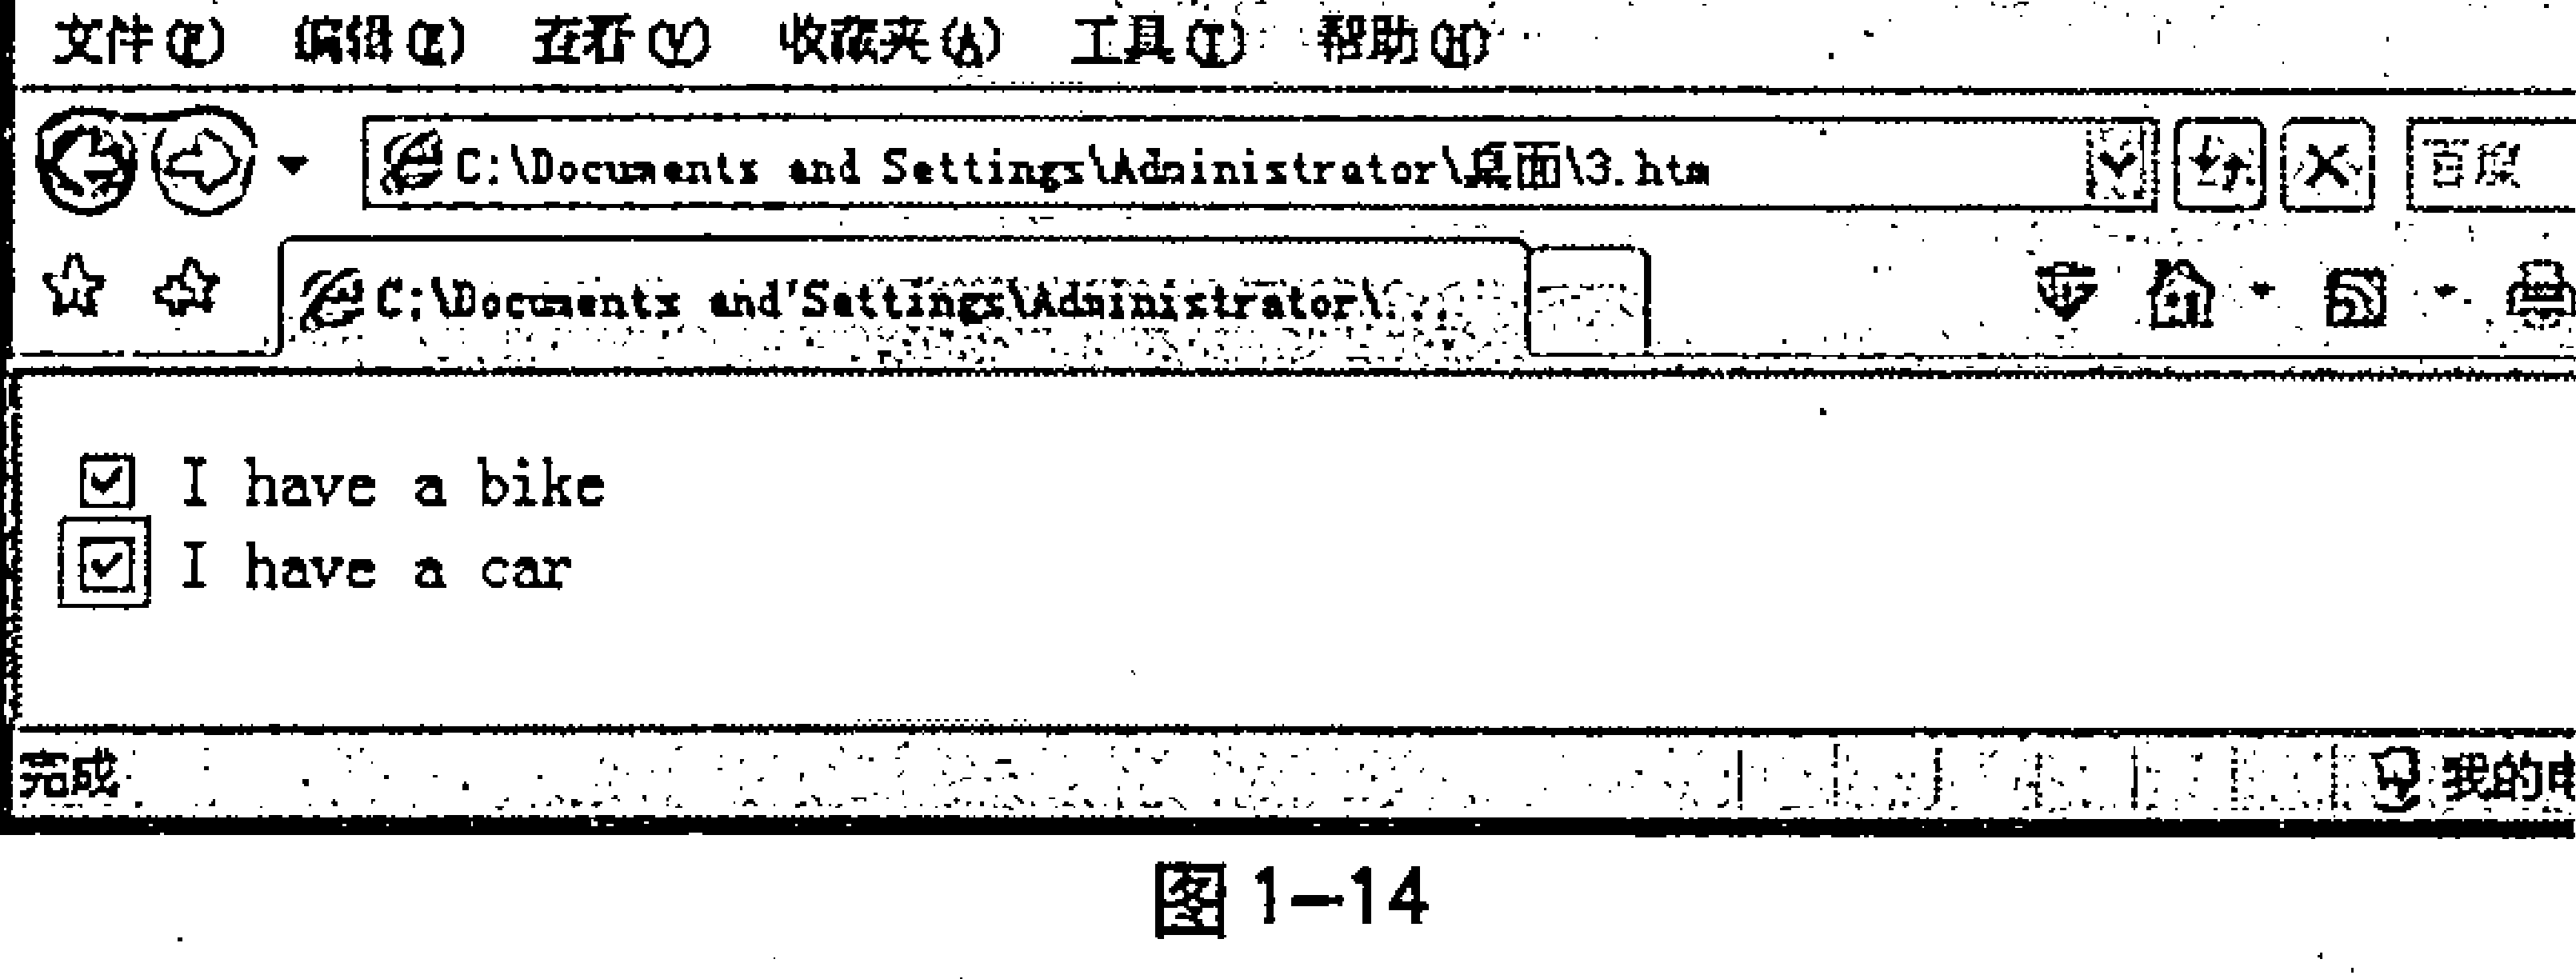 文件(F) 编辑(E) 查看(V) 收藏夹(A) 工具(T) 帮助(H)
C:\Documents and Settings\Administrator\桌面\3.htm 百度
C:\Documents and Settings\Administrator\...
I have a bike
I have a car
完成 我的电
图 1-14